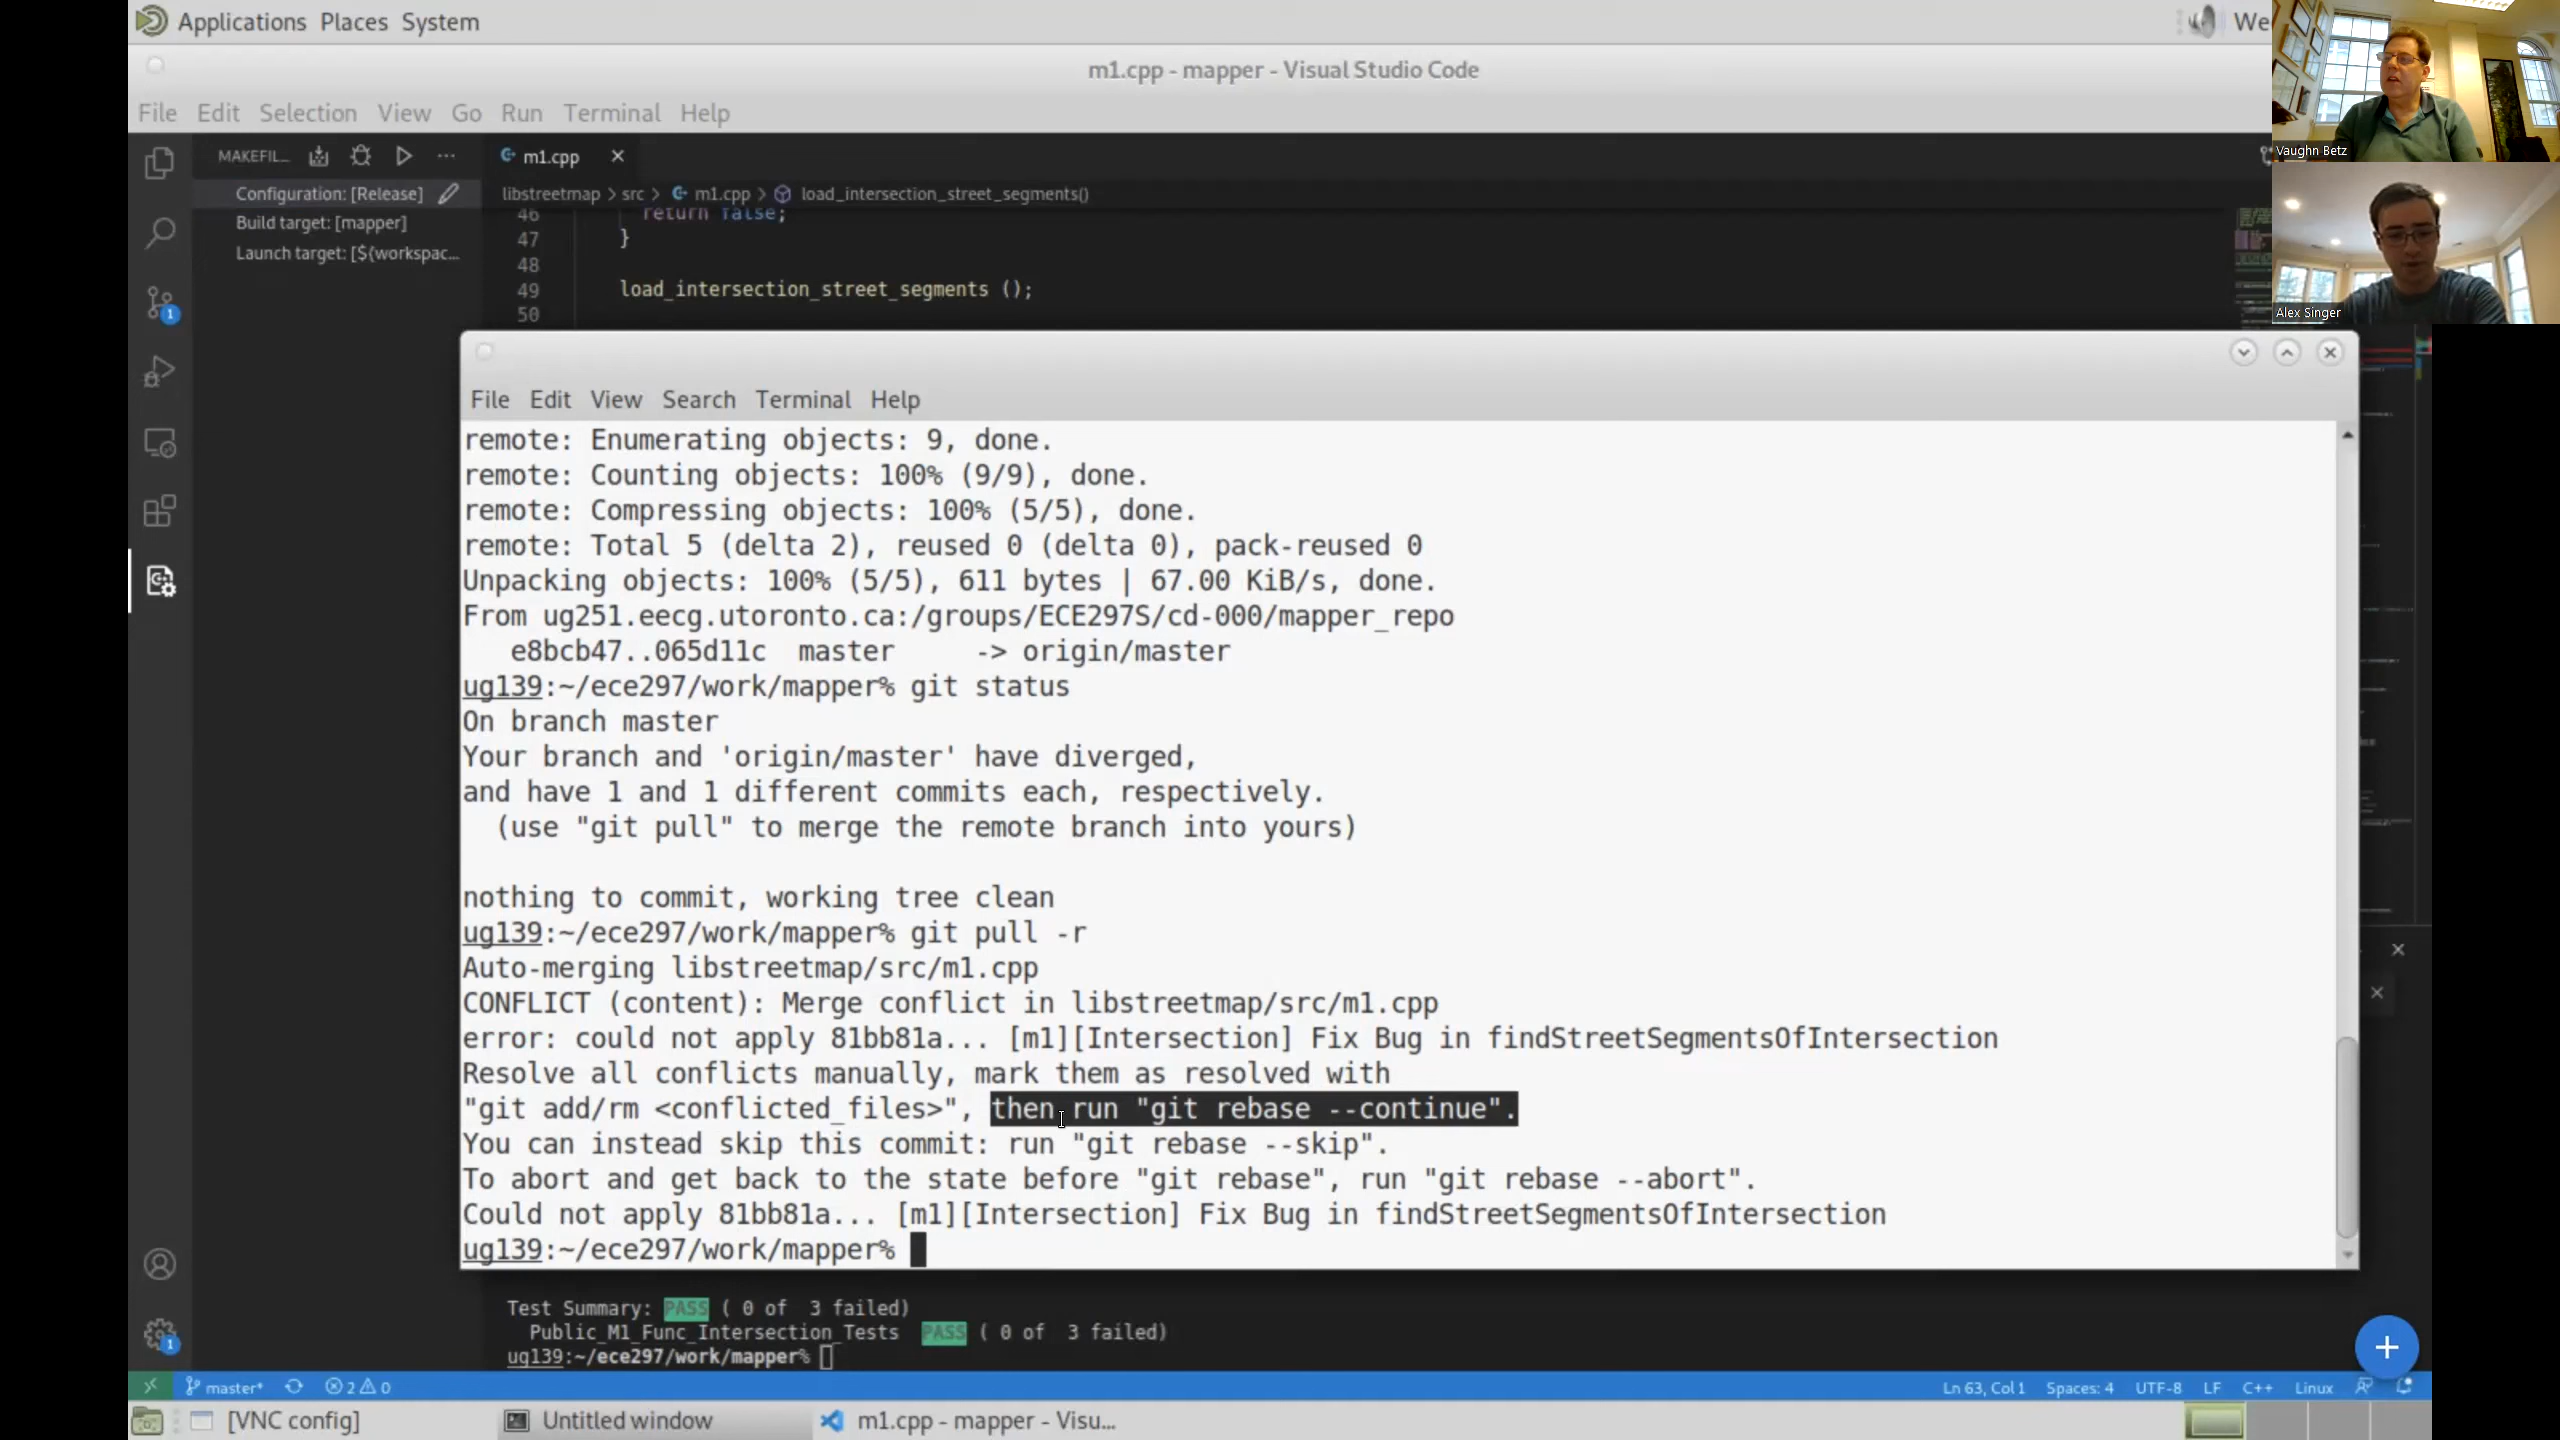 Applications Places System
We
m1.cpp - mapper - Visual Studio Code
File Edit Selection View Go Run Terminal Help
Vaughn Betz
MAKEFIL... ···
m1.cpp ×
Configuration: [Release]
libstreetmap > src > m1.cpp > load_intersection_street_segments()
Build target: [mapper]
Launch target: [${workspac...
46 return false;
47 }
48
49 load_intersection_street_segments ();
50
1
Alex Singer
File Edit View Search Terminal Help
remote: Enumerating objects: 9, done.
remote: Counting objects: 100% (9/9), done.
remote: Compressing objects: 100% (5/5), done.
remote: Total 5 (delta 2), reused 0 (delta 0), pack-reused 0
Unpacking objects: 100% (5/5), 611 bytes | 67.00 KiB/s, done.
From ug251.eecg.utoronto.ca:/groups/ECE297S/cd-000/mapper_repo
e8bcb47..065d11c master -> origin/master
ug139:~/ece297/work/mapper% git status
On branch master
Your branch and 'origin/master' have diverged,
and have 1 and 1 different commits each, respectively.
(use "git pull" to merge the remote branch into yours)
nothing to commit, working tree clean
ug139:~/ece297/work/mapper% git pull -r
Auto-merging libstreetmap/src/m1.cpp
CONFLICT (content): Merge conflict in libstreetmap/src/m1.cpp
error: could not apply 81bb81a... [m1][Intersection] Fix Bug in findStreetSegmentsOfIntersection
Resolve all conflicts manually, mark them as resolved with
"git add/rm <conflicted_files>", then run "git rebase --continue".
You can instead skip this commit: run "git rebase --skip".
To abort and get back to the state before "git rebase", run "git rebase --abort".
Could not apply 81bb81a... [m1][Intersection] Fix Bug in findStreetSegmentsOfIntersection
ug139:~/ece297/work/mapper%
Test Summary: PASS ( 0 of 3 failed)
Public_M1_Func_Intersection_Tests PASS ( 0 of 3 failed)
ug139:~/ece297/work/mapper%
1
master* 2 0
Ln 63, Col 1 Spaces: 4 UTF-8 LF C++ Linux
[VNC config] Untitled window m1.cpp - mapper - Visu...